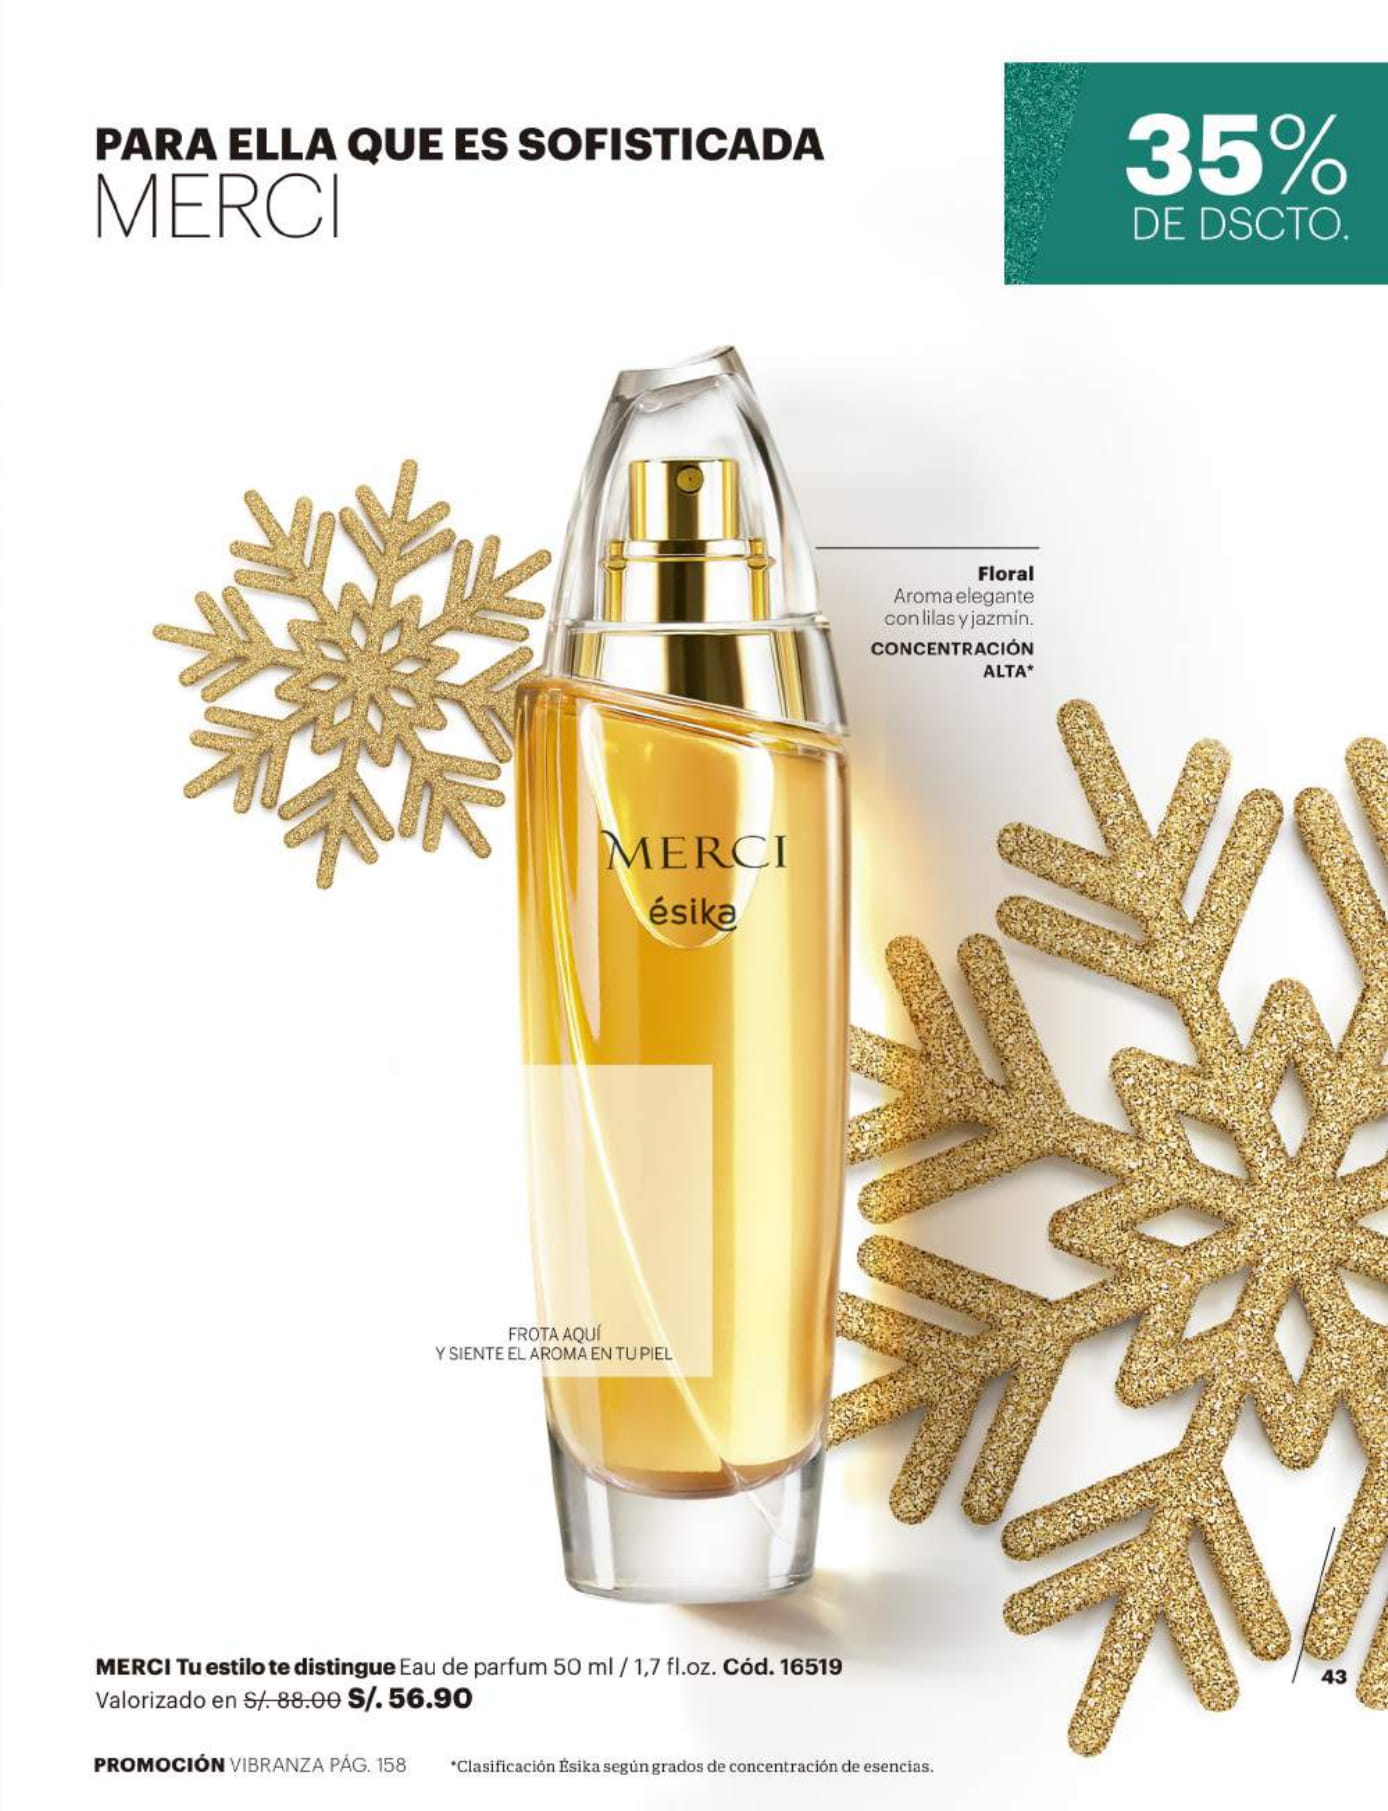 PARA ELLA QUE ES SOFISTICADA
MERCI
35%
DE DSCTO.
Floral
Aroma elegante
con lilas y jazmín.
CONCENTRACIÓN
ALTA*
MERCI
ésika
FROTA AQUÍ
Y SIENTE EL AROMA EN TU PIEL
MERCI Tu estilo te distingue Eau de parfum 50 ml / 1,7 fl.oz. Cód. 16519
Valorizado en S/. 88.00 S/. 56.90
43
PROMOCIÓN VIBRANZA PÁG. 158
*Clasificación Ésika según grados de concentración de esencias.